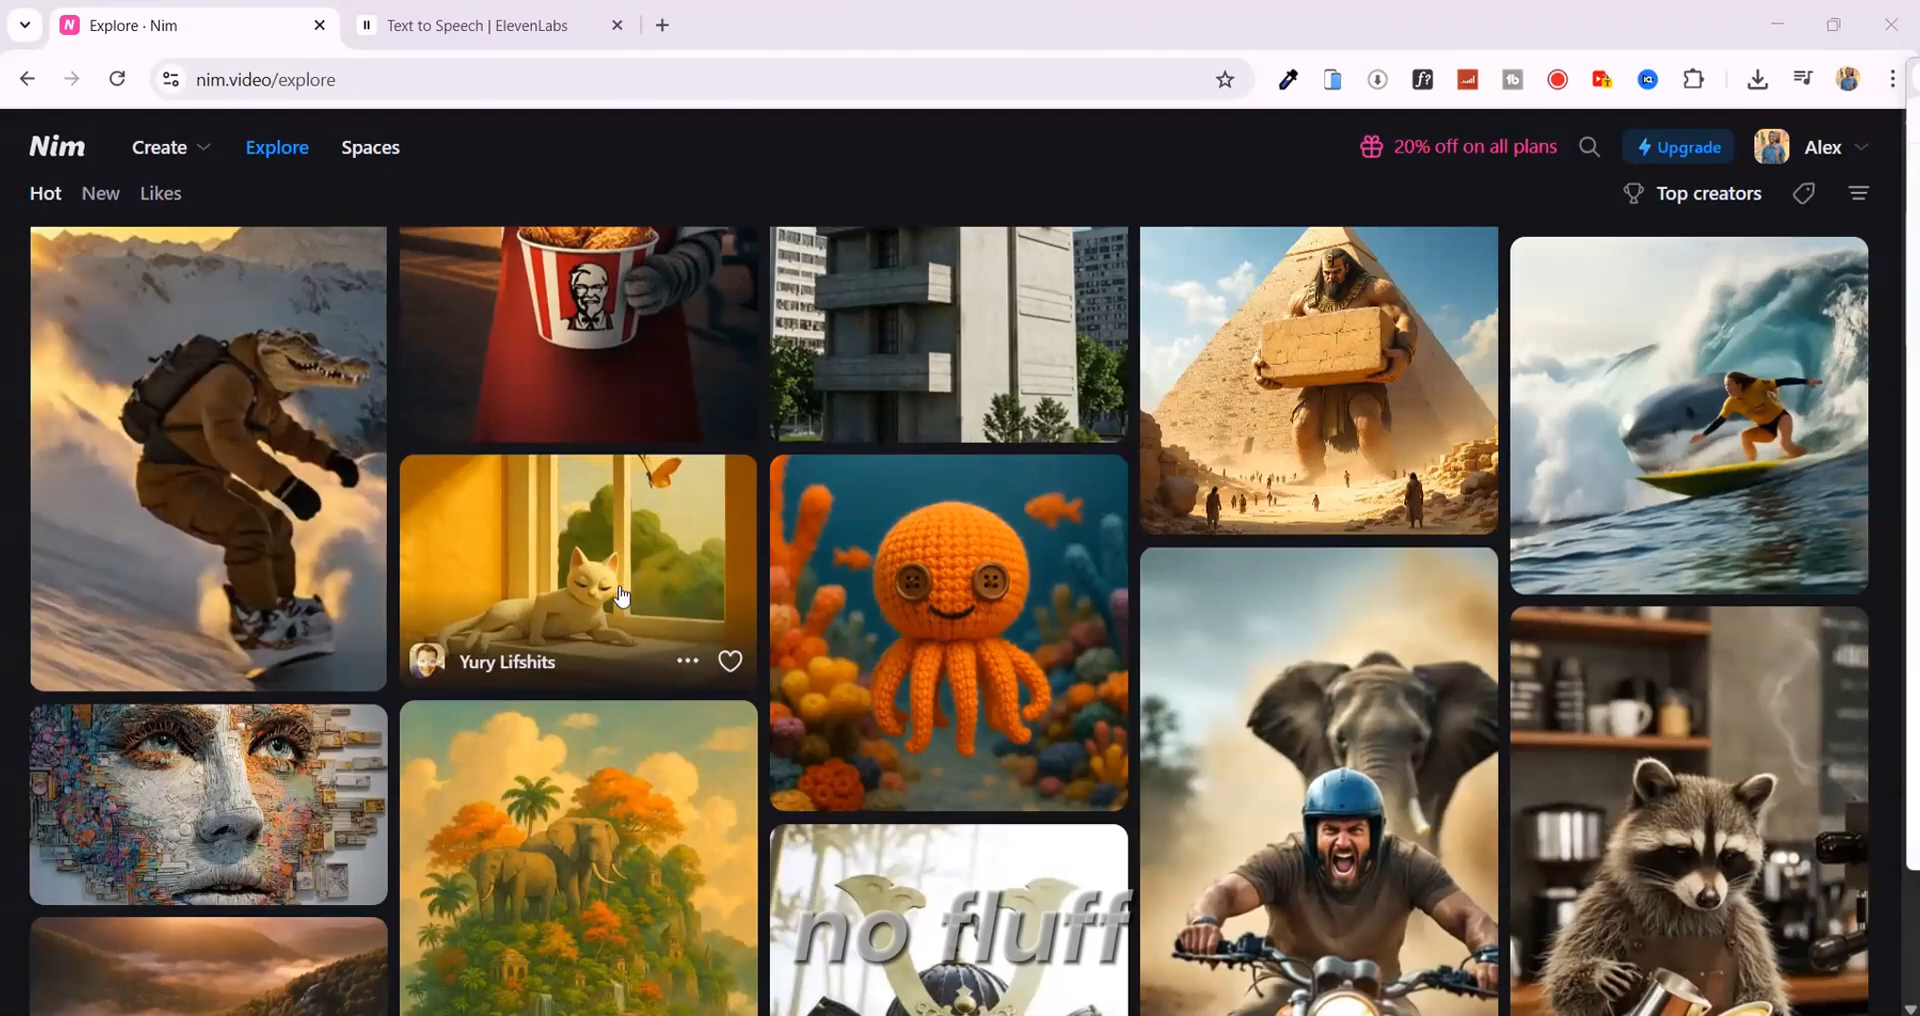 Explore · Nim
Text to Speech | ElevenLabs
nim.video/explore
Nim
Create
Explore
Spaces
20% off on all plans
Upgrade
Alex
Hot
New
Likes
Top creators
Yury Lifshits
no fluff